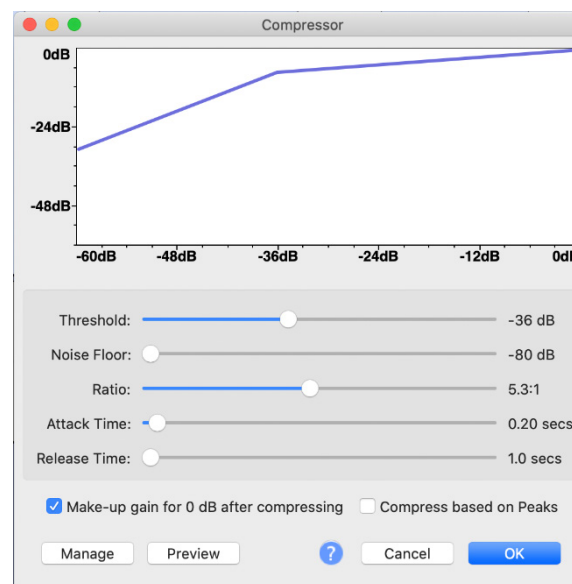 Compressor
0dB
-24dB
-48dB
-60dB -48dB -36dB -24dB -12dB 0d
Threshold: -36 dB
Noise Floor: -80 dB
Ratio: 5.3:1
Attack Time: 0.20 secs
Release Time: 1.0 secs
Make-up gain for 0 dB after compressing Compress based on Peaks
Manage Preview ? Cancel OK